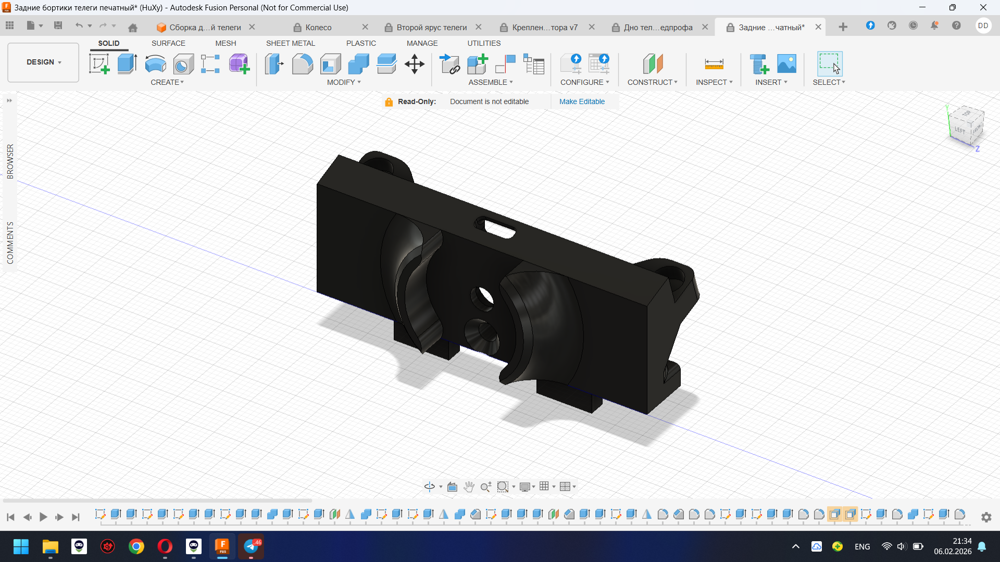 Задние бортики телеги печатный* (HuXy) - Autodesk Fusion Personal (Not for Commercial Use)
Сборка д...й телеги
Колесо
Второй ярус телеги
Креплен...тора v7
Дно тел...едпрофа
Задние ...чатный*
DD
DESIGN
SOLID
SURFACE
MESH
SHEET METAL
PLASTIC
MANAGE
UTILITIES
CREATE
MODIFY
ASSEMBLE
CONFIGURE
CONSTRUCT
INSPECT
INSERT
SELECT
Read-Only: Document is not editable Make Editable
BROWSER
COMMENTS
Y
TOP
LEFT
FRONT
Z
FUS
46
ENG
21:34
06.02.2026